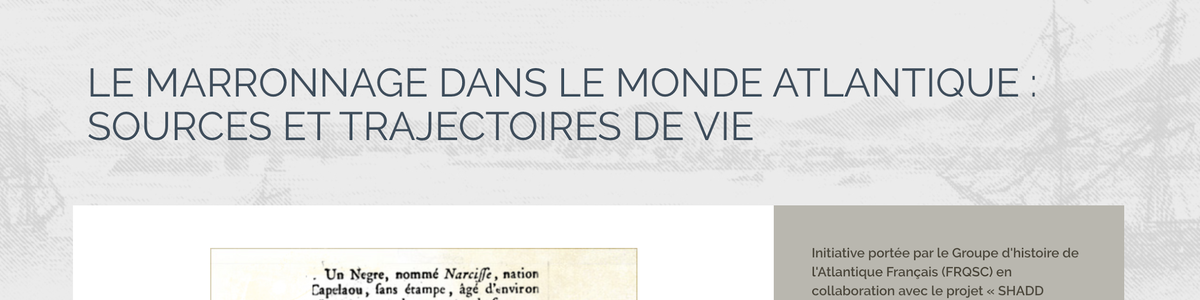 LE MARRONNAGE DANS LE MONDE ATLANTIQUE :
SOURCES ET TRAJECTOIRES DE VIE
Un Negre, nommé Narcisse, nation
Capelaou, sans étampe, âgé d'environ
Initiative portée par le Groupe d'histoire de
l'Atlantique Français (FRQSC) en
collaboration avec le projet « SHADD